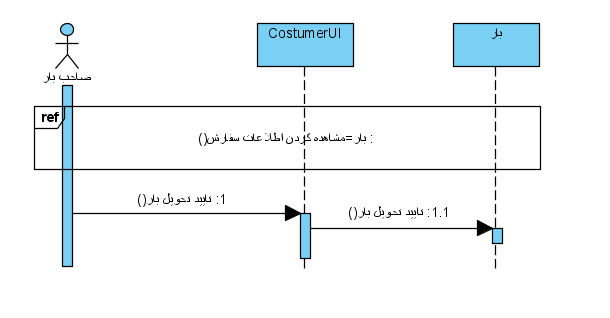 CostumerUI
بار
صاحب بار
ref
: بار=مشاهده کردن اطلاعات سفارش()
1: تایید تحویل بار()
1.1: تایید تحویل بار()